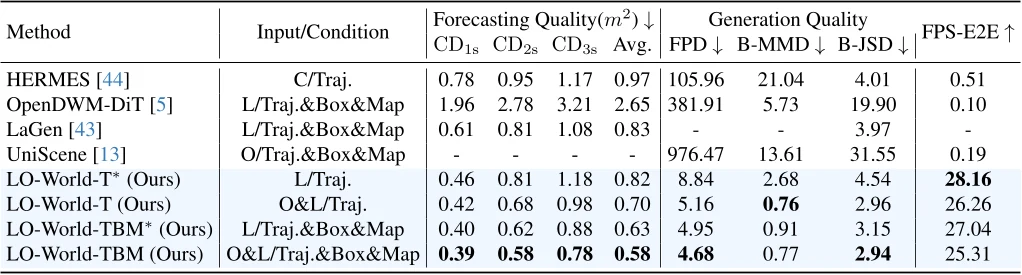 Method Input/Condition Forecasting Quality(m²)↓ Generation Quality FPS-E2E↑
CD1s CD2s CD3s Avg. FPD↓ B-MMD↓ B-JSD↓
HERMES [44] C/Traj. 0.78 0.95 1.17 0.97 105.96 21.04 4.01 0.51
OpenDWM-DiT [5] L/Traj.&Box&Map 1.96 2.78 3.21 2.65 381.91 5.73 19.90 0.10
LaGen [43] L/Traj.&Box&Map 0.61 0.81 1.08 0.83 - - 3.97 -
UniScene [13] O/Traj.&Box&Map - - - - 976.47 13.61 31.55 0.19
LO-World-T* (Ours) L/Traj. 0.46 0.81 1.18 0.82 8.84 2.68 4.54 28.16
LO-World-T (Ours) O&L/Traj. 0.42 0.68 0.98 0.70 5.16 0.76 2.96 26.26
LO-World-TBM* (Ours) L/Traj.&Box&Map 0.40 0.62 0.88 0.63 4.95 0.91 3.15 27.04
LO-World-TBM (Ours) O&L/Traj.&Box&Map 0.39 0.58 0.78 0.58 4.68 0.77 2.94 25.31